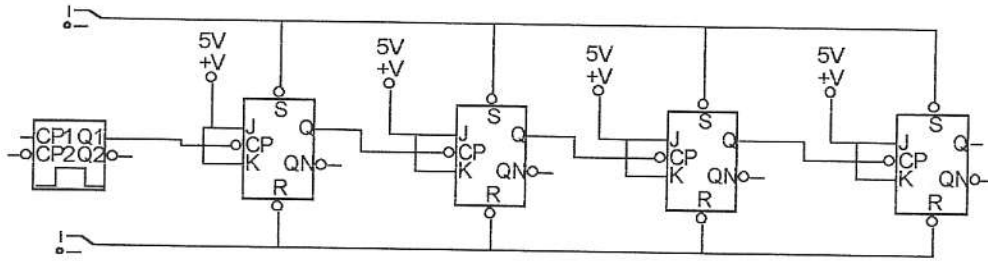 I
5V
+V
5V
+V
5V
+V
5V
+V
CP1 Q1
CP2 Q2
S
J
Q
CP
K
QN
R
S
J
Q
CP
K
QN
R
S
J
Q
CP
K
QN
R
S
J
Q
CP
K
QN
R
I